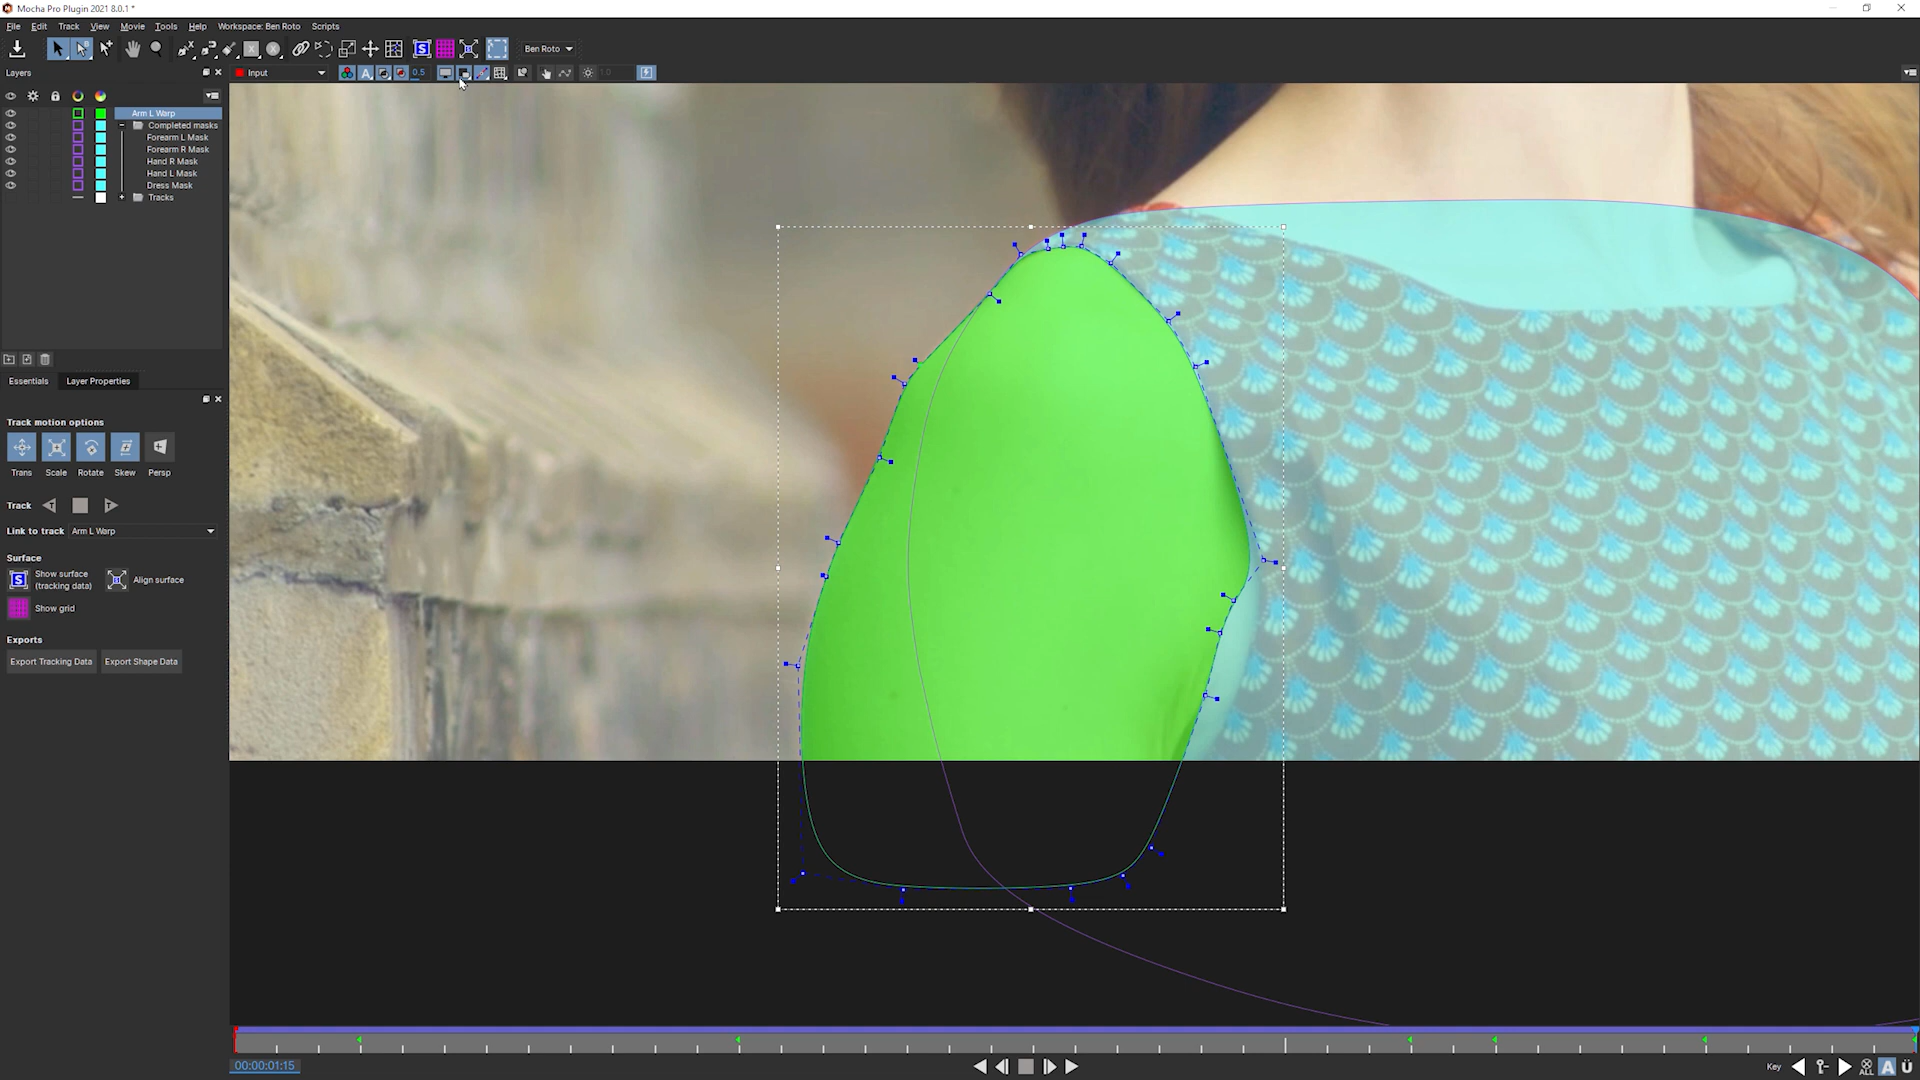 Mocha Pro Plugin 2021 8.0.1 *
File Edit Track View Movie Tools Help Workspace: Ben Roto Scripts
Ben Roto
Layers
Input
0.5
1.0
Arm L Warp
Completed masks
Forearm L Mask
Forearm R Mask
Hand R Mask
Hand L Mask
Dress Mask
Tracks
Essentials Layer Properties
Track motion options
Trans Scale Rotate Skew Persp
Track
Link to track Arm L Warp
Surface
Show surface
(tracking data)
Align surface
Show grid
Exports
Export Tracking Data Export Shape Data
00:00:01:15
Key
ALL
A
Ü